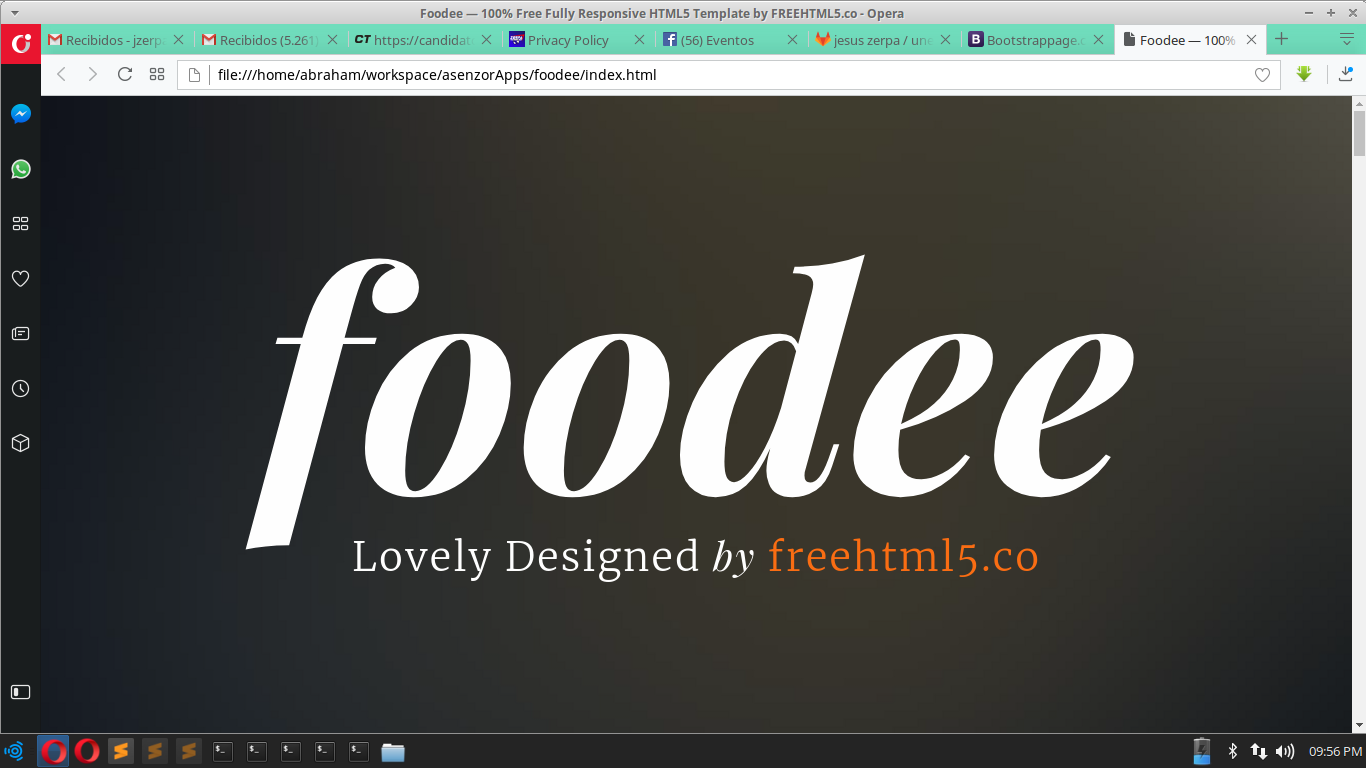 Foodee — 100% Free Fully Responsive HTML5 Template by FREEHTML5.co - Opera
Recibidos - jzerp
Recibidos (5.261)
CT https://candidat
Privacy Policy
(56) Eventos
jesus zerpa / une
B Bootstrappage.c
Foodee — 100%
file:///home/abraham/workspace/asenzorApps/foodee/index.html
foodee
Lovely Designed by freehtml5.co
09:56 PM